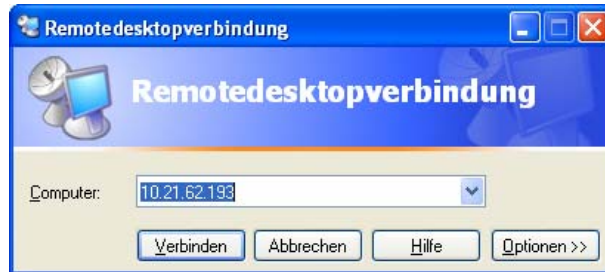 Remotedesktopverbindung
Remotedesktopverbindung
Computer: 10.21.62.193
Verbinden Abbrechen Hilfe Optionen >>